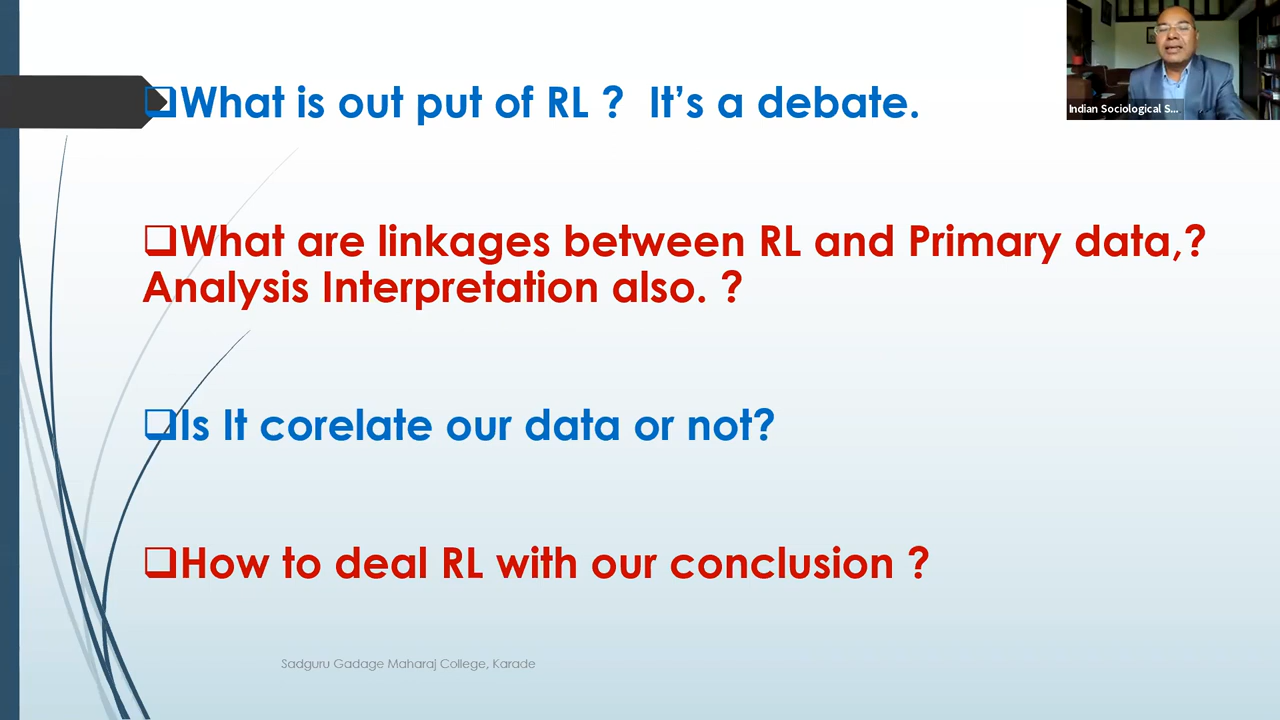 ❑What is out put of RL ?  It’s a debate.
Indian Sociological S...
❑What are linkages between RL and Primary data,?
Analysis Interpretation also. ?
❑Is It corelate our data or not?
❑How to deal RL with our conclusion ?
Sadguru Gadage Maharaj College, Karade